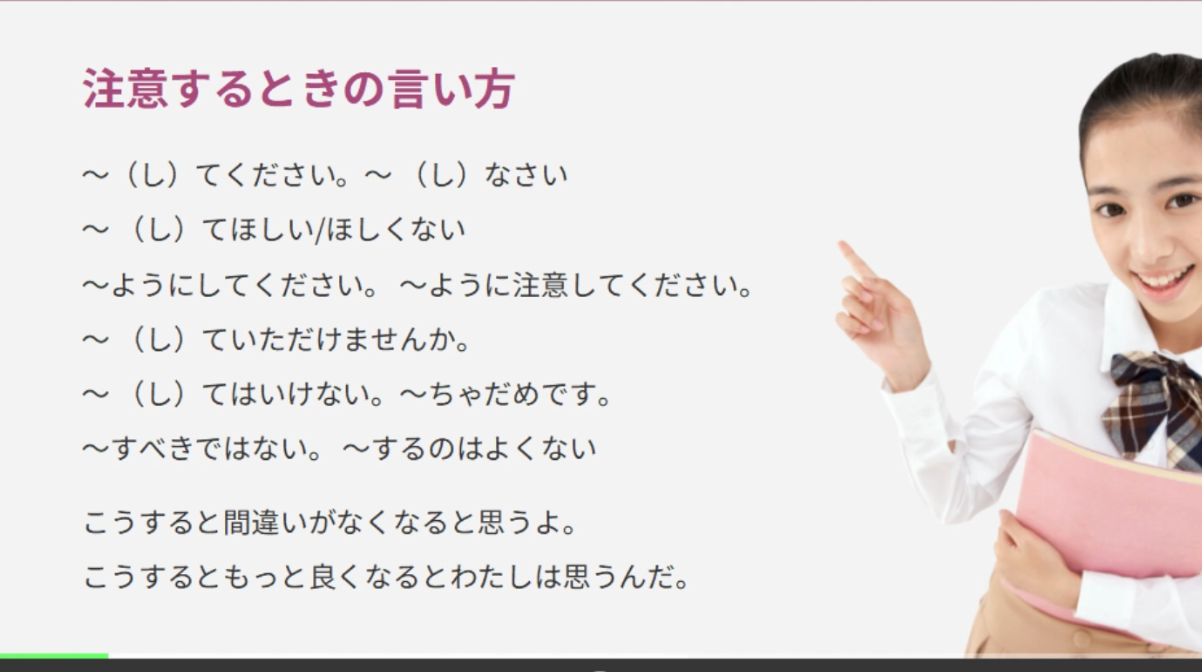 注意するときの言い方
～（し）てください。～ （し）なさい
～ （し）てほしい/ほしくない
～ようにしてください。 ～ように注意してください。
～ （し）ていただけませんか。
～ （し）てはいけない。～ちゃだめです。
～すべきではない。 ～するのはよくない
こうすると間違いがなくなると思うよ。
こうするともっと良くなるとわたしは思うんだ。